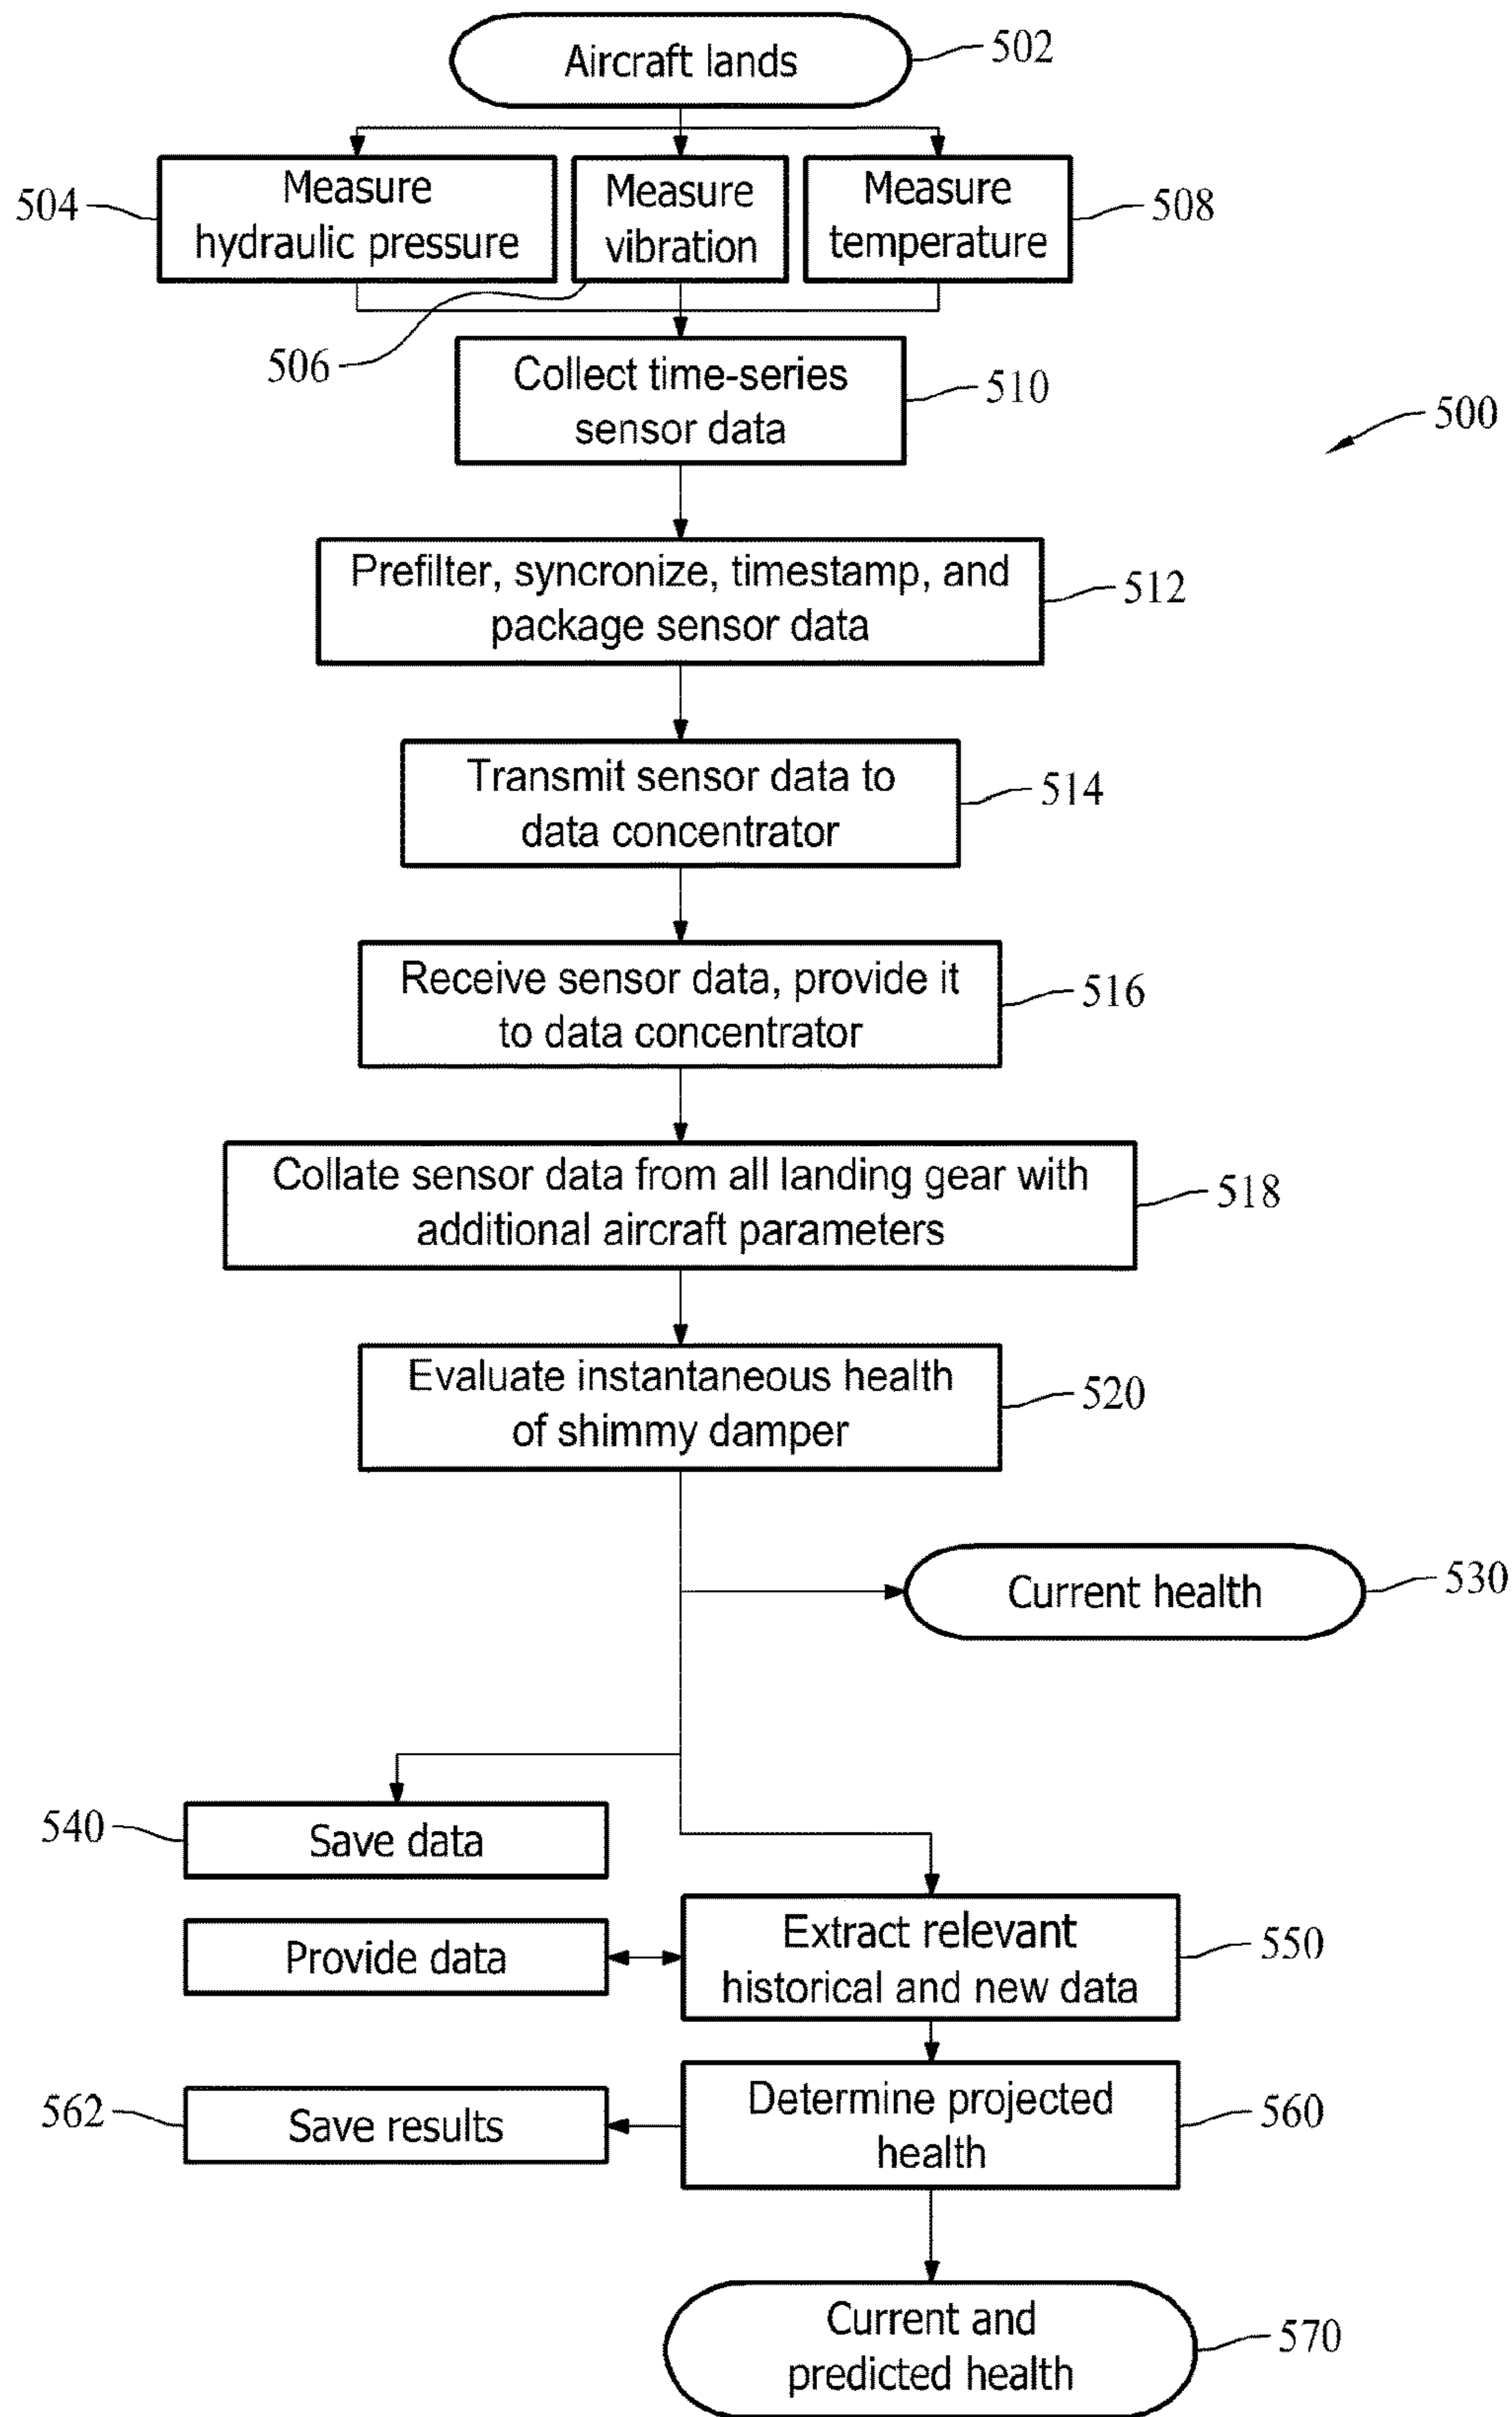 Aircraft lands
502
504
Measure
hydraulic pressure
Measure
vibration
Measure
temperature
508
506
Collect time-series
sensor data
510
500
Prefilter, syncronize, timestamp, and
package sensor data
512
Transmit sensor data to
data concentrator
514
Receive sensor data, provide it
to data concentrator
516
Collate sensor data from all landing gear with
additional aircraft parameters
518
Evaluate instantaneous health
of shimmy damper
520
Current health
530
540
Save data
Provide data
Extract relevant
historical and new data
550
562
Save results
Determine projected
health
560
Current and
predicted health
570